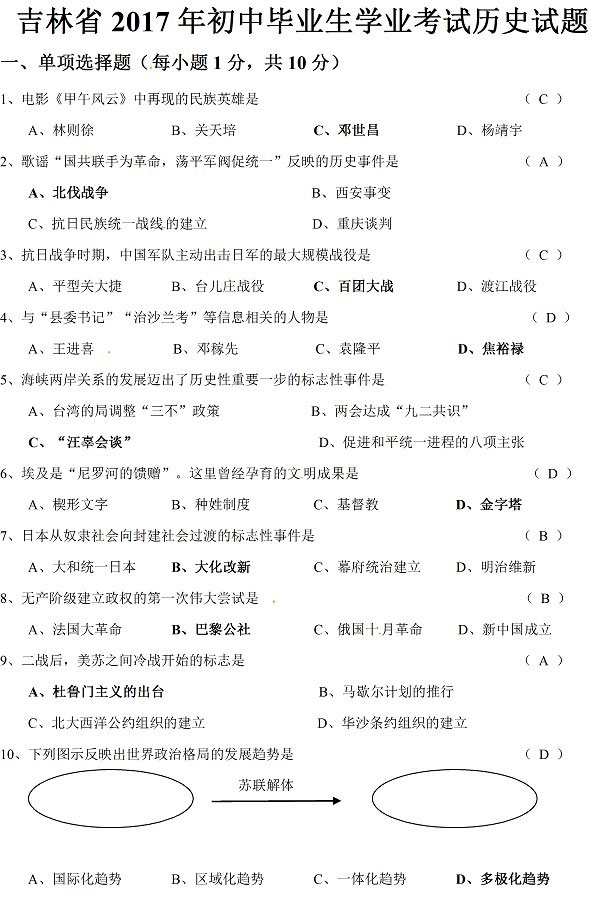 吉林省 2017 年初中毕业生学业考试历史试题
一、单项选择题（每小题 1 分，共 10 分）
1、电影《甲午风云》中再现的民族英雄是 （ C ）
A、林则徐 B、关天培 C、邓世昌 D、杨靖宇
2、歌谣“国共联手为革命，荡平军阀促统一”反映的历史事件是 （ A ）
A、北伐战争 B、西安事变
C、抗日民族统一战线的建立 D、重庆谈判
3、抗日战争时期，中国军队主动出击日军的最大规模战役是 （ C ）
A、平型关大捷 B、台儿庄战役 C、百团大战 D、渡江战役
4、与“县委书记”“治沙兰考”等信息相关的人物是 （ D ）
A、王进喜 B、邓稼先 C、袁隆平 D、焦裕禄
5、海峡两岸关系的发展迈出了历史性重要一步的标志性事件是 （ C ）
A、台湾的局调整“三不”政策 B、两会达成“九二共识”
C、“汪辜会谈” D、促进和平统一进程的八项主张
6、埃及是“尼罗河的馈赠”。这里曾经孕育的文明成果是 （ D ）
A、楔形文字 B、种姓制度 C、基督教 D、金字塔
7、日本从奴隶社会向封建社会过渡的标志性事件是 （ B ）
A、大和统一日本 B、大化改新 C、幕府统治建立 D、明治维新
8、无产阶级建立政权的第一次伟大尝试是 （ B ）
A、法国大革命 B、巴黎公社 C、俄国十月革命 D、新中国成立
9、二战后，美苏之间冷战开始的标志是 （ A ）
A、杜鲁门主义的出台 B、马歇尔计划的推行
C、北大西洋公约组织的建立 D、华沙条约组织的建立
10、下列图示反映出世界政治格局的发展趋势是 （ D ）
苏联解体
A、国际化趋势 B、区域化趋势 C、一体化趋势 D、多极化趋势